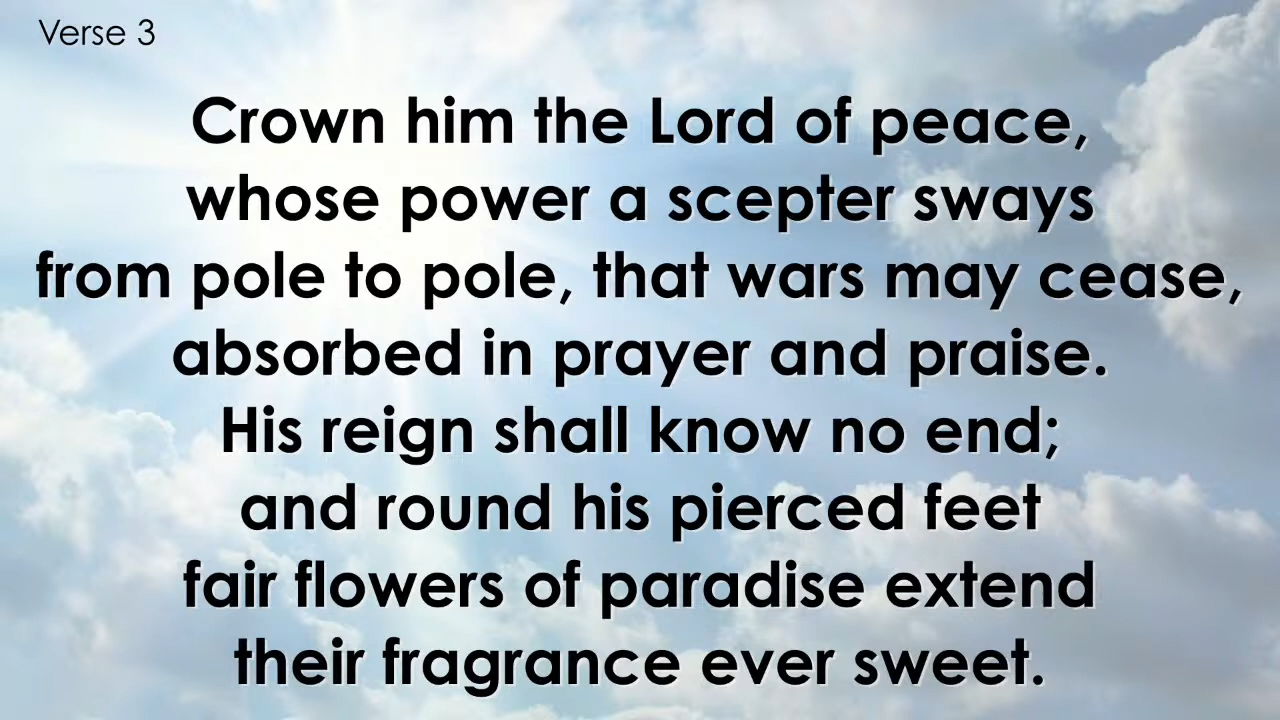 Verse 3
Crown him the Lord of peace,
whose power a scepter sways
from pole to pole, that wars may cease,
absorbed in prayer and praise.
His reign shall know no end;
and round his pierced feet
fair flowers of paradise extend
their fragrance ever sweet.